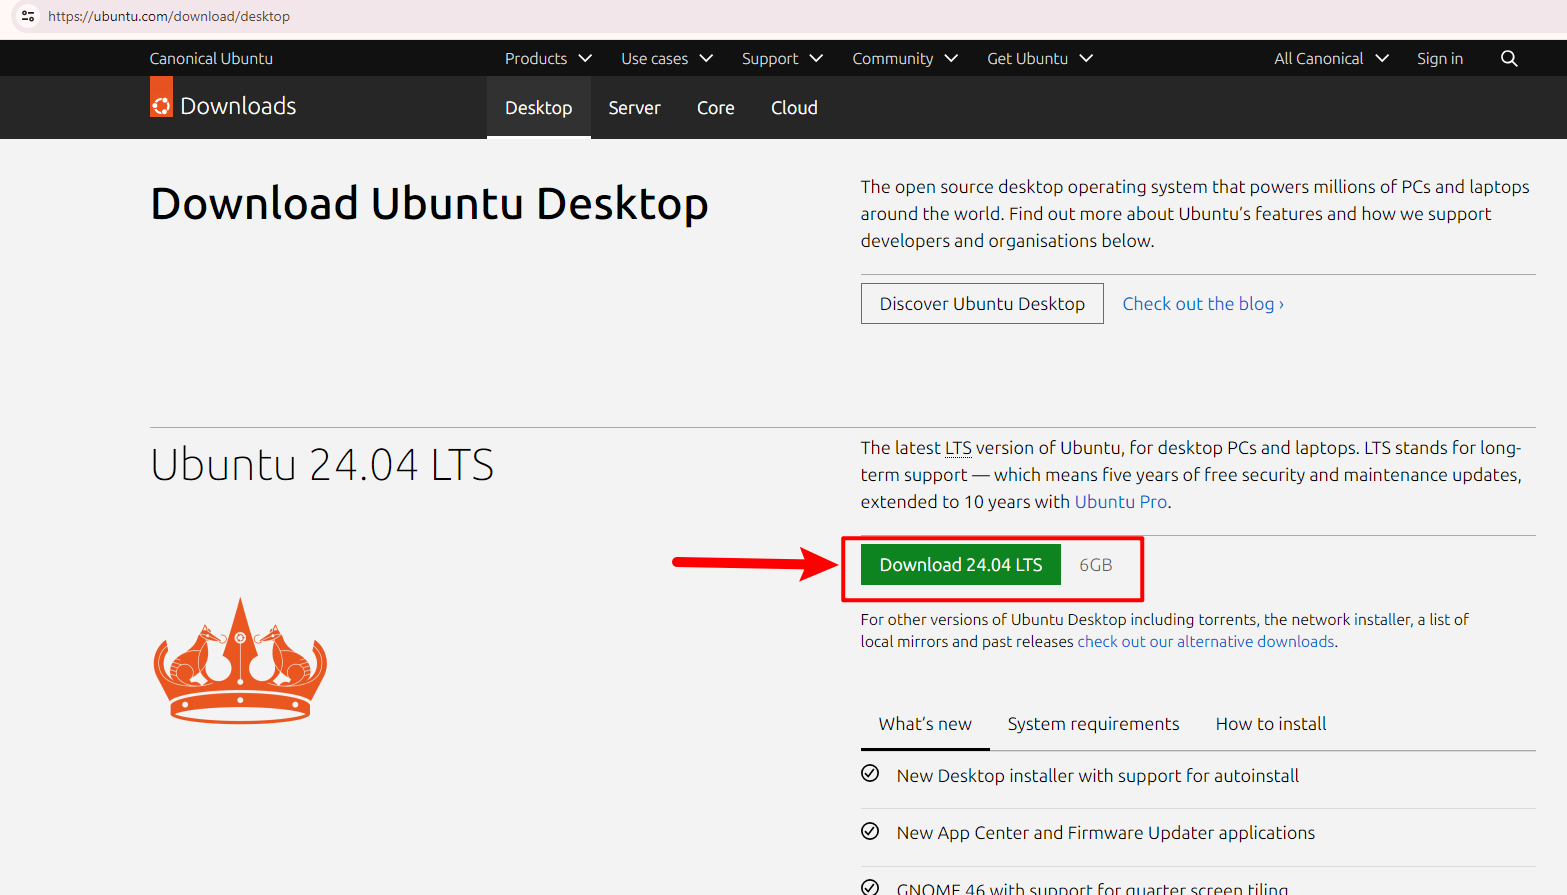 https://ubuntu.com/download/desktop
Canonical Ubuntu
Products
Use cases
Support
Community
Get Ubuntu
All Canonical
Sign in
Downloads
Desktop
Server
Core
Cloud
Download Ubuntu Desktop
The open source desktop operating system that powers millions of PCs and laptops
around the world. Find out more about Ubuntu’s features and how we support
developers and organisations below.
Discover Ubuntu Desktop
Check out the blog ›
Ubuntu 24.04 LTS
The latest LTS version of Ubuntu, for desktop PCs and laptops. LTS stands for long-
term support — which means five years of free security and maintenance updates,
extended to 10 years with Ubuntu Pro.
Download 24.04 LTS
6GB
For other versions of Ubuntu Desktop including torrents, the network installer, a list of
local mirrors and past releases check out our alternative downloads.
What’s new
System requirements
How to install
New Desktop installer with support for autoinstall
New App Center and Firmware Updater applications
GNOME 46 with support for quarter screen tiling